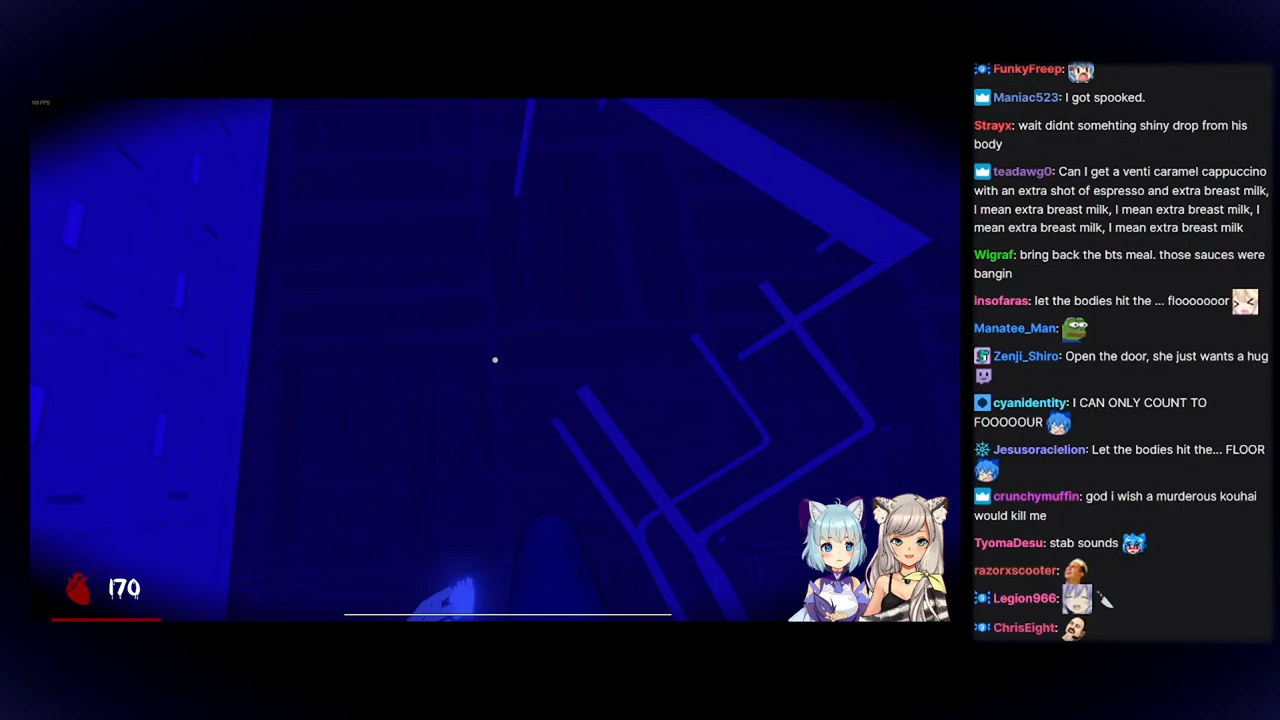 109 FPS
FunkyFreep:
Maniac523: I got spooked.
Strayx: wait didnt somehting shiny drop from his
body
teadawg0: Can I get a venti caramel cappuccino
with an extra shot of espresso and extra breast milk,
I mean extra breast milk, I mean extra breast milk, I
mean extra breast milk, I mean extra breast milk
Wigraf: bring back the bts meal. those sauces were
bangin
insofaras: let the bodies hit the ...flooooooor
Manatee_Man:
Zenji_Shiro: Open the door, she just wants a hug
cyanidentity: I CAN ONLY COUNT TO
FOOOOOUR
Jesusoraclelion: Let the bodies hit the... FLOOR
crunchymuffin: god i wish a murderous kouhai
would kill me
TyomaDesu: stab sounds
razorxscooter:
Legion966:
ChrisEight:
170